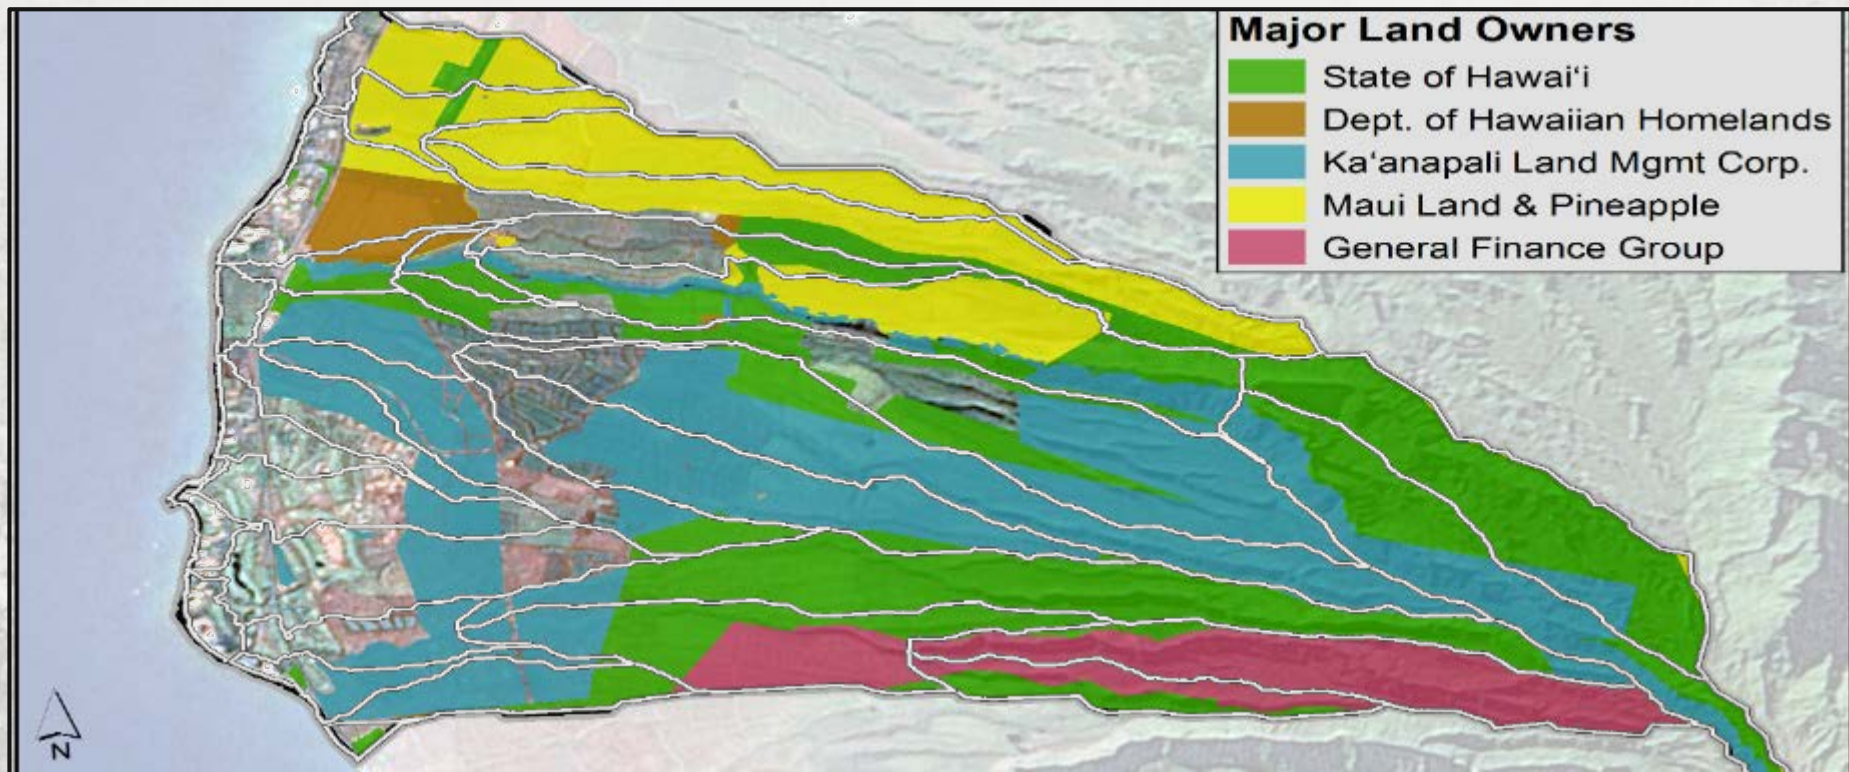 Major Land Owners
State of Hawai‘i
Dept. of Hawaiian Homelands
Ka‘anapali Land Mgmt Corp.
Maui Land & Pineapple
General Finance Group
N